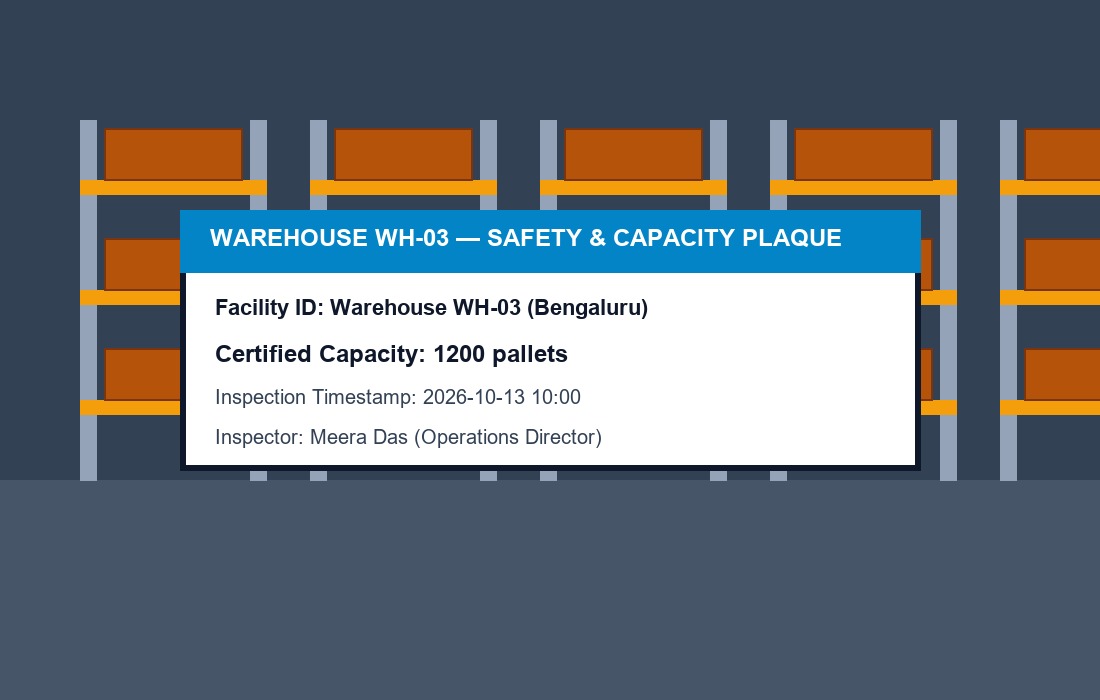 WAREHOUSE WH-03 — SAFETY & CAPACITY PLAQUE
Facility ID: Warehouse WH-03 (Bengaluru)
Certified Capacity: 1200 pallets
Inspection Timestamp: 2026-10-13 10:00
Inspector: Meera Das (Operations Director)